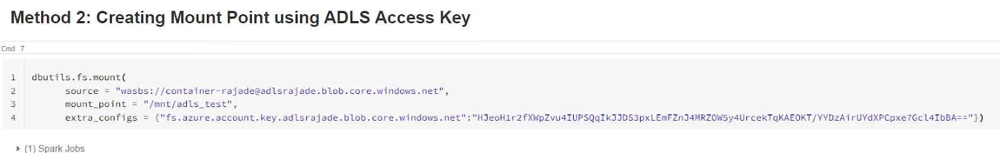 Method 2: Creating Mount Point using ADLS Access Key
Cmd 7
1 dbutils.fs.mount(
2 source = "wasbs://container-rajade@adlsrajade.blob.core.windows.net",
3 mount_point = "/mnt/adls_test",
4 extra_configs = {"fs.azure.account.key.adlsrajade.blob.core.windows.net":"HJeoHlr2fXWpZvu4IUPSQqIkJJDS3pxLEmFZnJ4MRZOW5y4UrcekTqKAEOKT/YYDzAirUYdXPCpxe7Gcl4IbBA=="})
(1) Spark Jobs